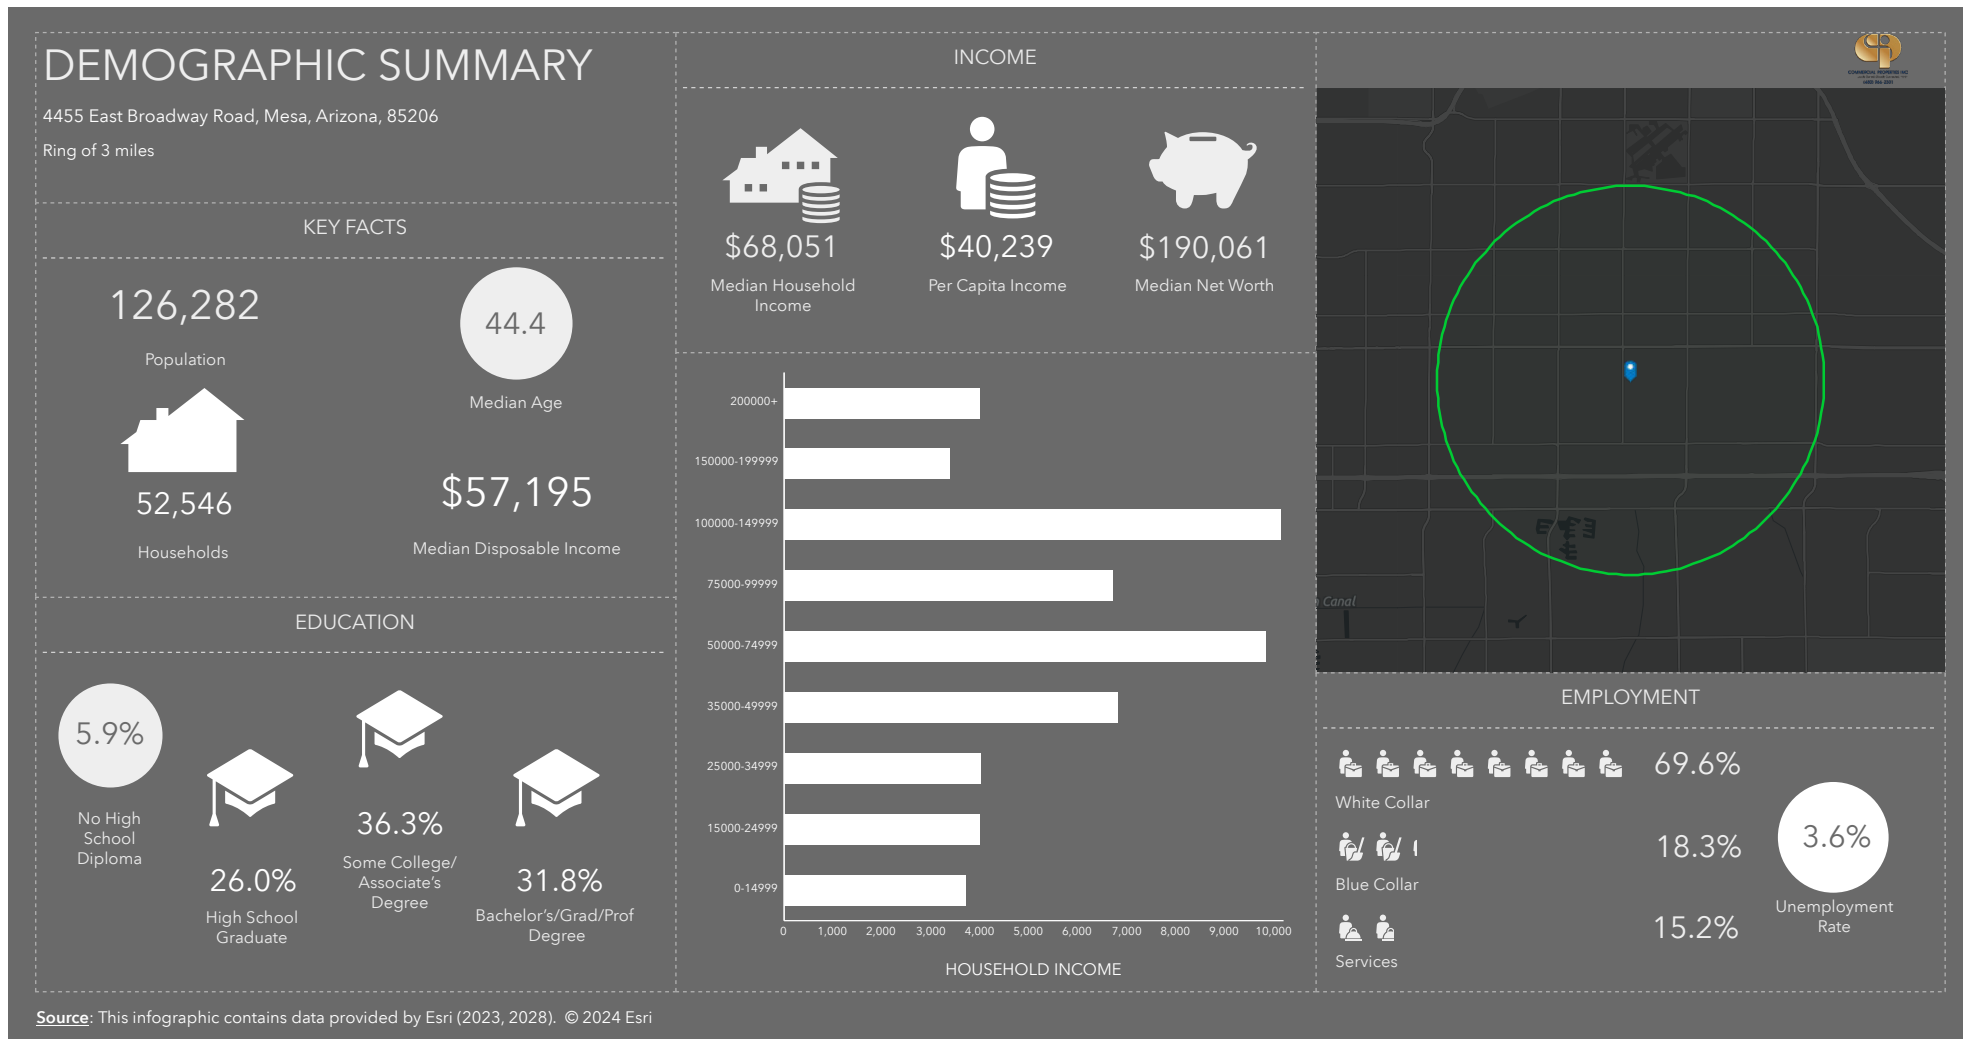 DEMOGRAPHIC SUMMARY
4455 East Broadway Road, Mesa, Arizona, 85206
Ring of 3 miles
KEY FACTS
126,282
Population
44.4
Median Age
52,546
Households
$57,195
Median Disposable Income
EDUCATION
5.9%
No High
School
Diploma
26.0%
High School
Graduate
36.3%
Some College/
Associate's
Degree
31.8%
Bachelor's/Grad/Prof
Degree
INCOME
$68,051
Median Household
Income
$40,239
Per Capita Income
$190,061
Median Net Worth
200000+
150000-199999
100000-149999
75000-99999
50000-74999
35000-49999
25000-34999
15000-24999
0-14999
0 1,000 2,000 3,000 4,000 5,000 6,000 7,000 8,000 9,000 10,000
HOUSEHOLD INCOME
COMMERCIAL PROPERTIES INC
Canal
EMPLOYMENT
69.6%
White Collar
18.3%
Blue Collar
15.2%
Services
3.6%
Unemployment
Rate
Source: This infographic contains data provided by Esri (2023, 2028). © 2024 Esri